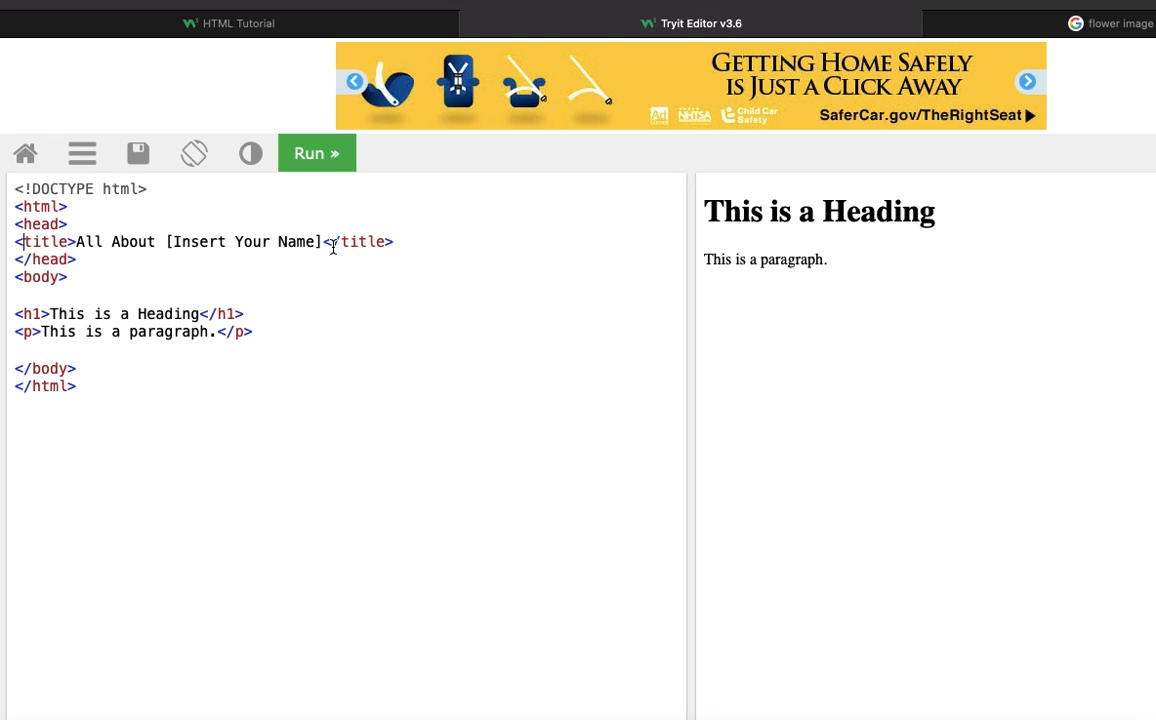 HTML Tutorial
Tryit Editor v3.6
flower image
GETTING HOME SAFELY
IS JUST A CLICK AWAY
Ad
NHTSA
Child Car
Safety
SaferCar.gov/TheRightSeat
Run »
<!DOCTYPE html>
<html>
<head>
<title>All About [Insert Your Name]</title>
</head>
<body>
<h1>This is a Heading</h1>
<p>This is a paragraph.</p>
</body>
</html>
This is a Heading
This is a paragraph.